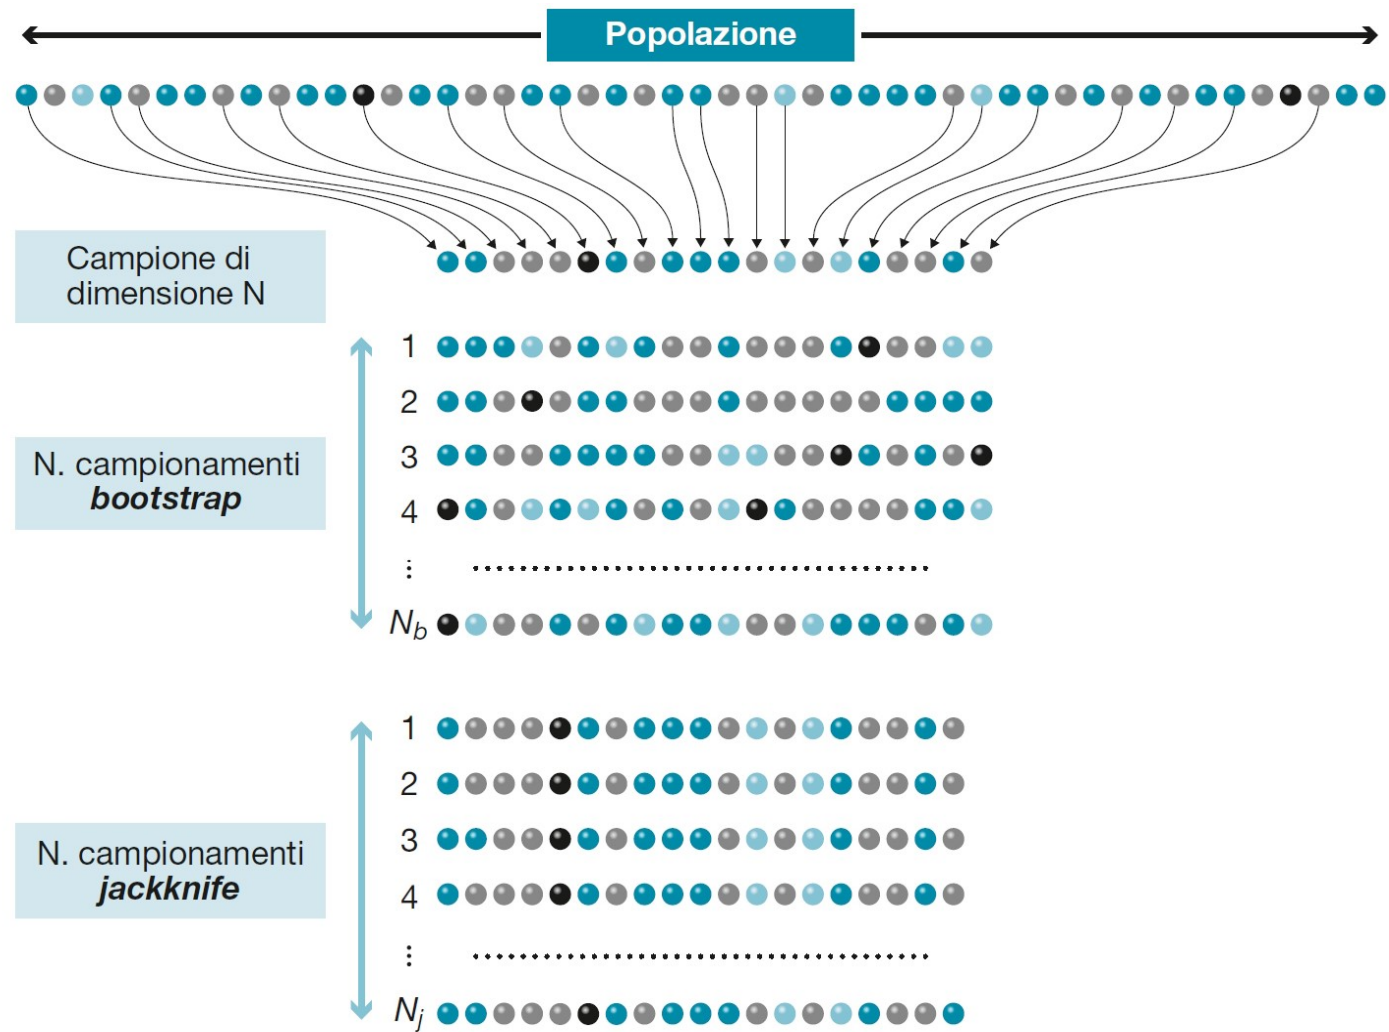 Popolazione
Campione di
dimensione N
1
2
N. campionamenti
bootstrap
3
4
⋮
N_b
1
2
N. campionamenti
jackknife
3
4
⋮
N_j